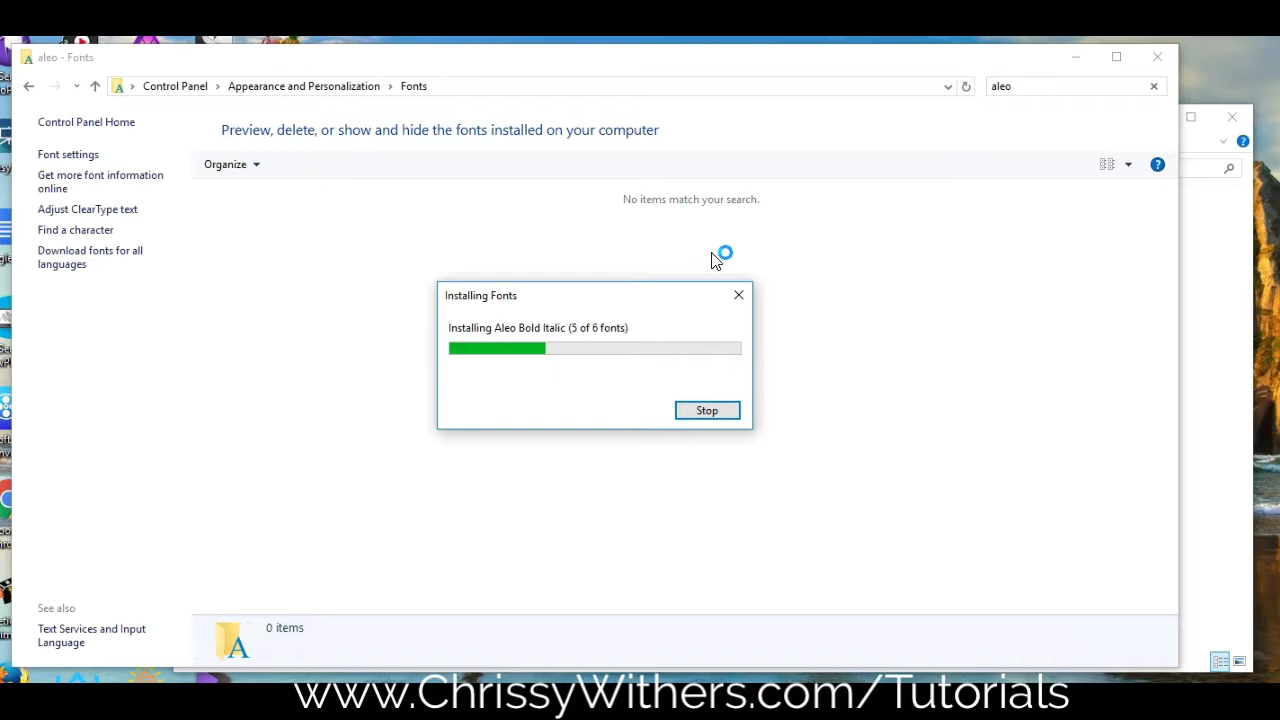 aleo - Fonts
Control Panel > Appearance and Personalization > Fonts
aleo
Control Panel Home
Preview, delete, or show and hide the fonts installed on your computer
Font settings
Organize
Get more font information
online
No items match your search.
Adjust ClearType text
Find a character
Download fonts for all
languages
Installing Fonts
Installing Aleo Bold Italic (5 of 6 fonts)
Stop
See also
Text Services and Input
Language
0 items
www.ChrissyWithers.com/Tutorials